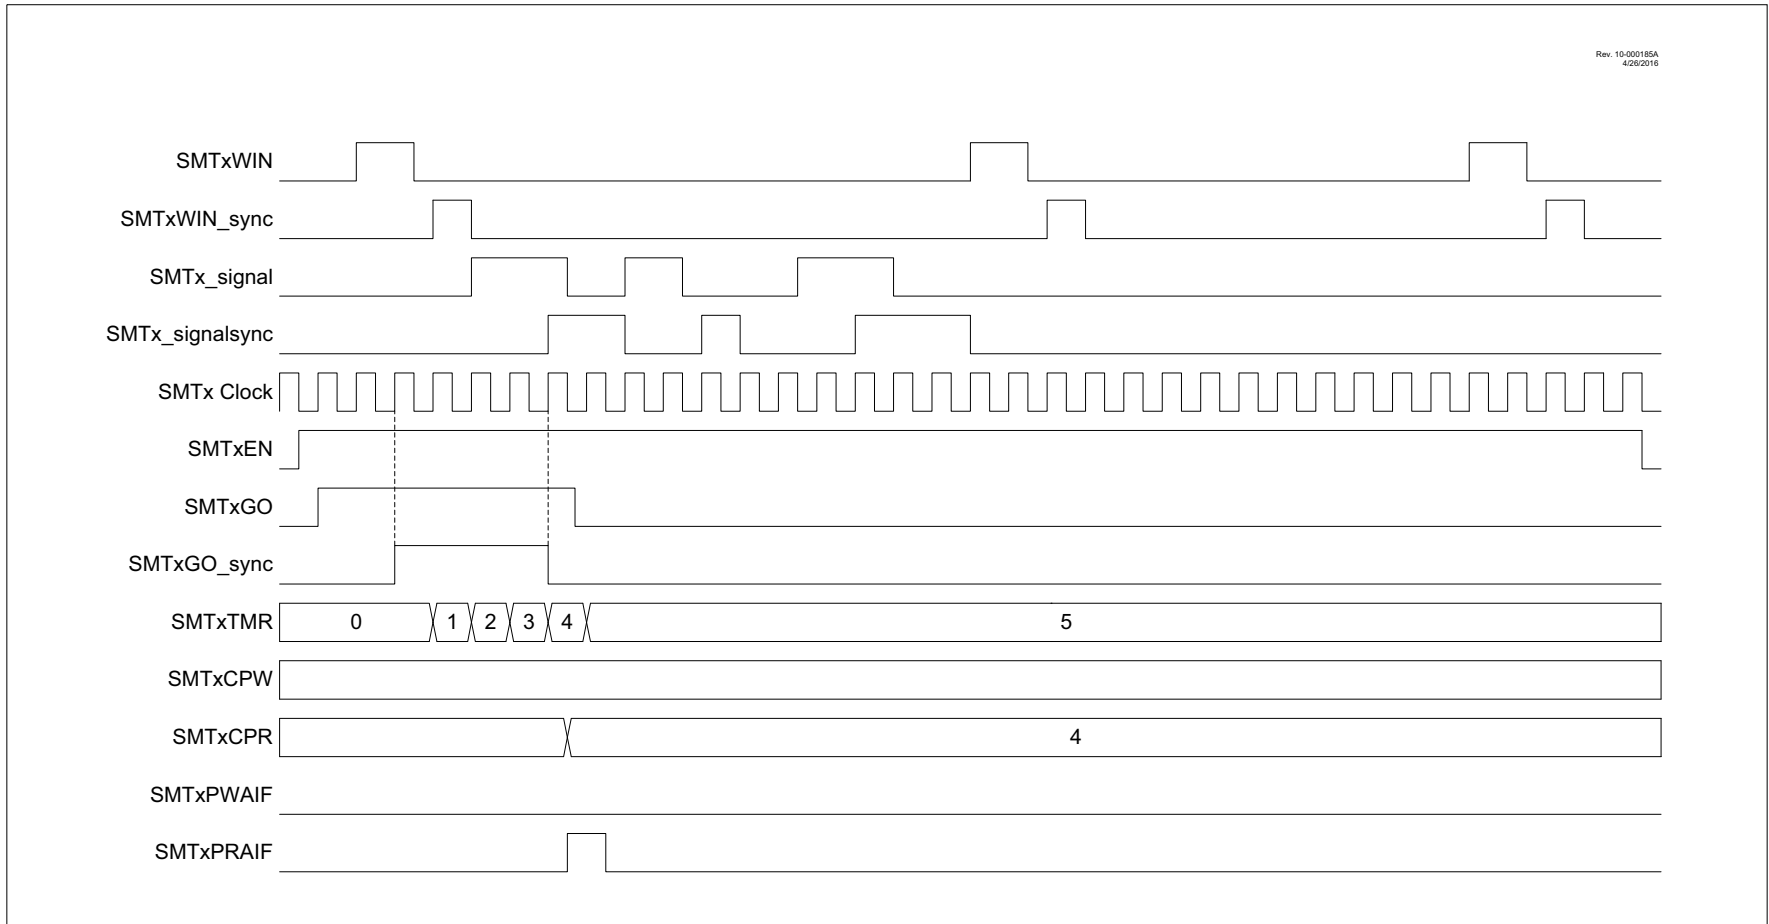 Rev. 10-000185A
4/26/2016
SMTxWIN
SMTxWIN_sync
SMTx_signal
SMTx_signalsync
SMTx Clock
SMTxEN
SMTxGO
SMTxGO_sync
SMTxTMR 0 1 2 3 4 5
SMTxCPW
SMTxCPR 4
SMTxPWAIF
SMTxPRAIF